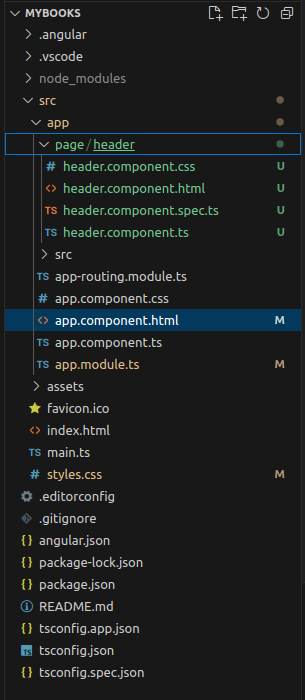 MYBOOKS
.angular
.vscode
node_modules
src
app
page / header
header.component.css U
header.component.html U
header.component.spec.ts U
header.component.ts U
src
app-routing.module.ts
app.component.css
app.component.html M
app.component.ts
app.module.ts M
assets
favicon.ico
index.html
main.ts
styles.css M
.editorconfig
.gitignore
angular.json
package-lock.json
package.json
README.md
tsconfig.app.json
tsconfig.json
tsconfig.spec.json